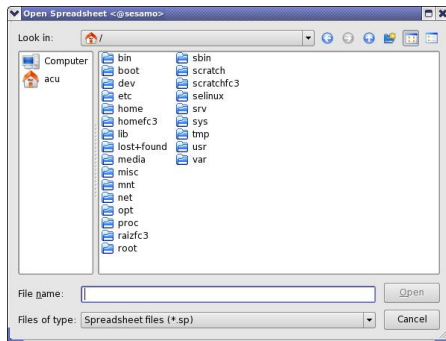 Open Spreadsheet <@sesamo>
Look in: /
Computer
acu
bin
boot
dev
etc
home
homefc3
lib
lost+found
media
misc
mnt
net
opt
proc
raizfc3
root
sbin
scratch
scratchfc3
selinux
srv
sys
tmp
usr
var
File name: Open
Files of type: Spreadsheet files (*.sp) Cancel